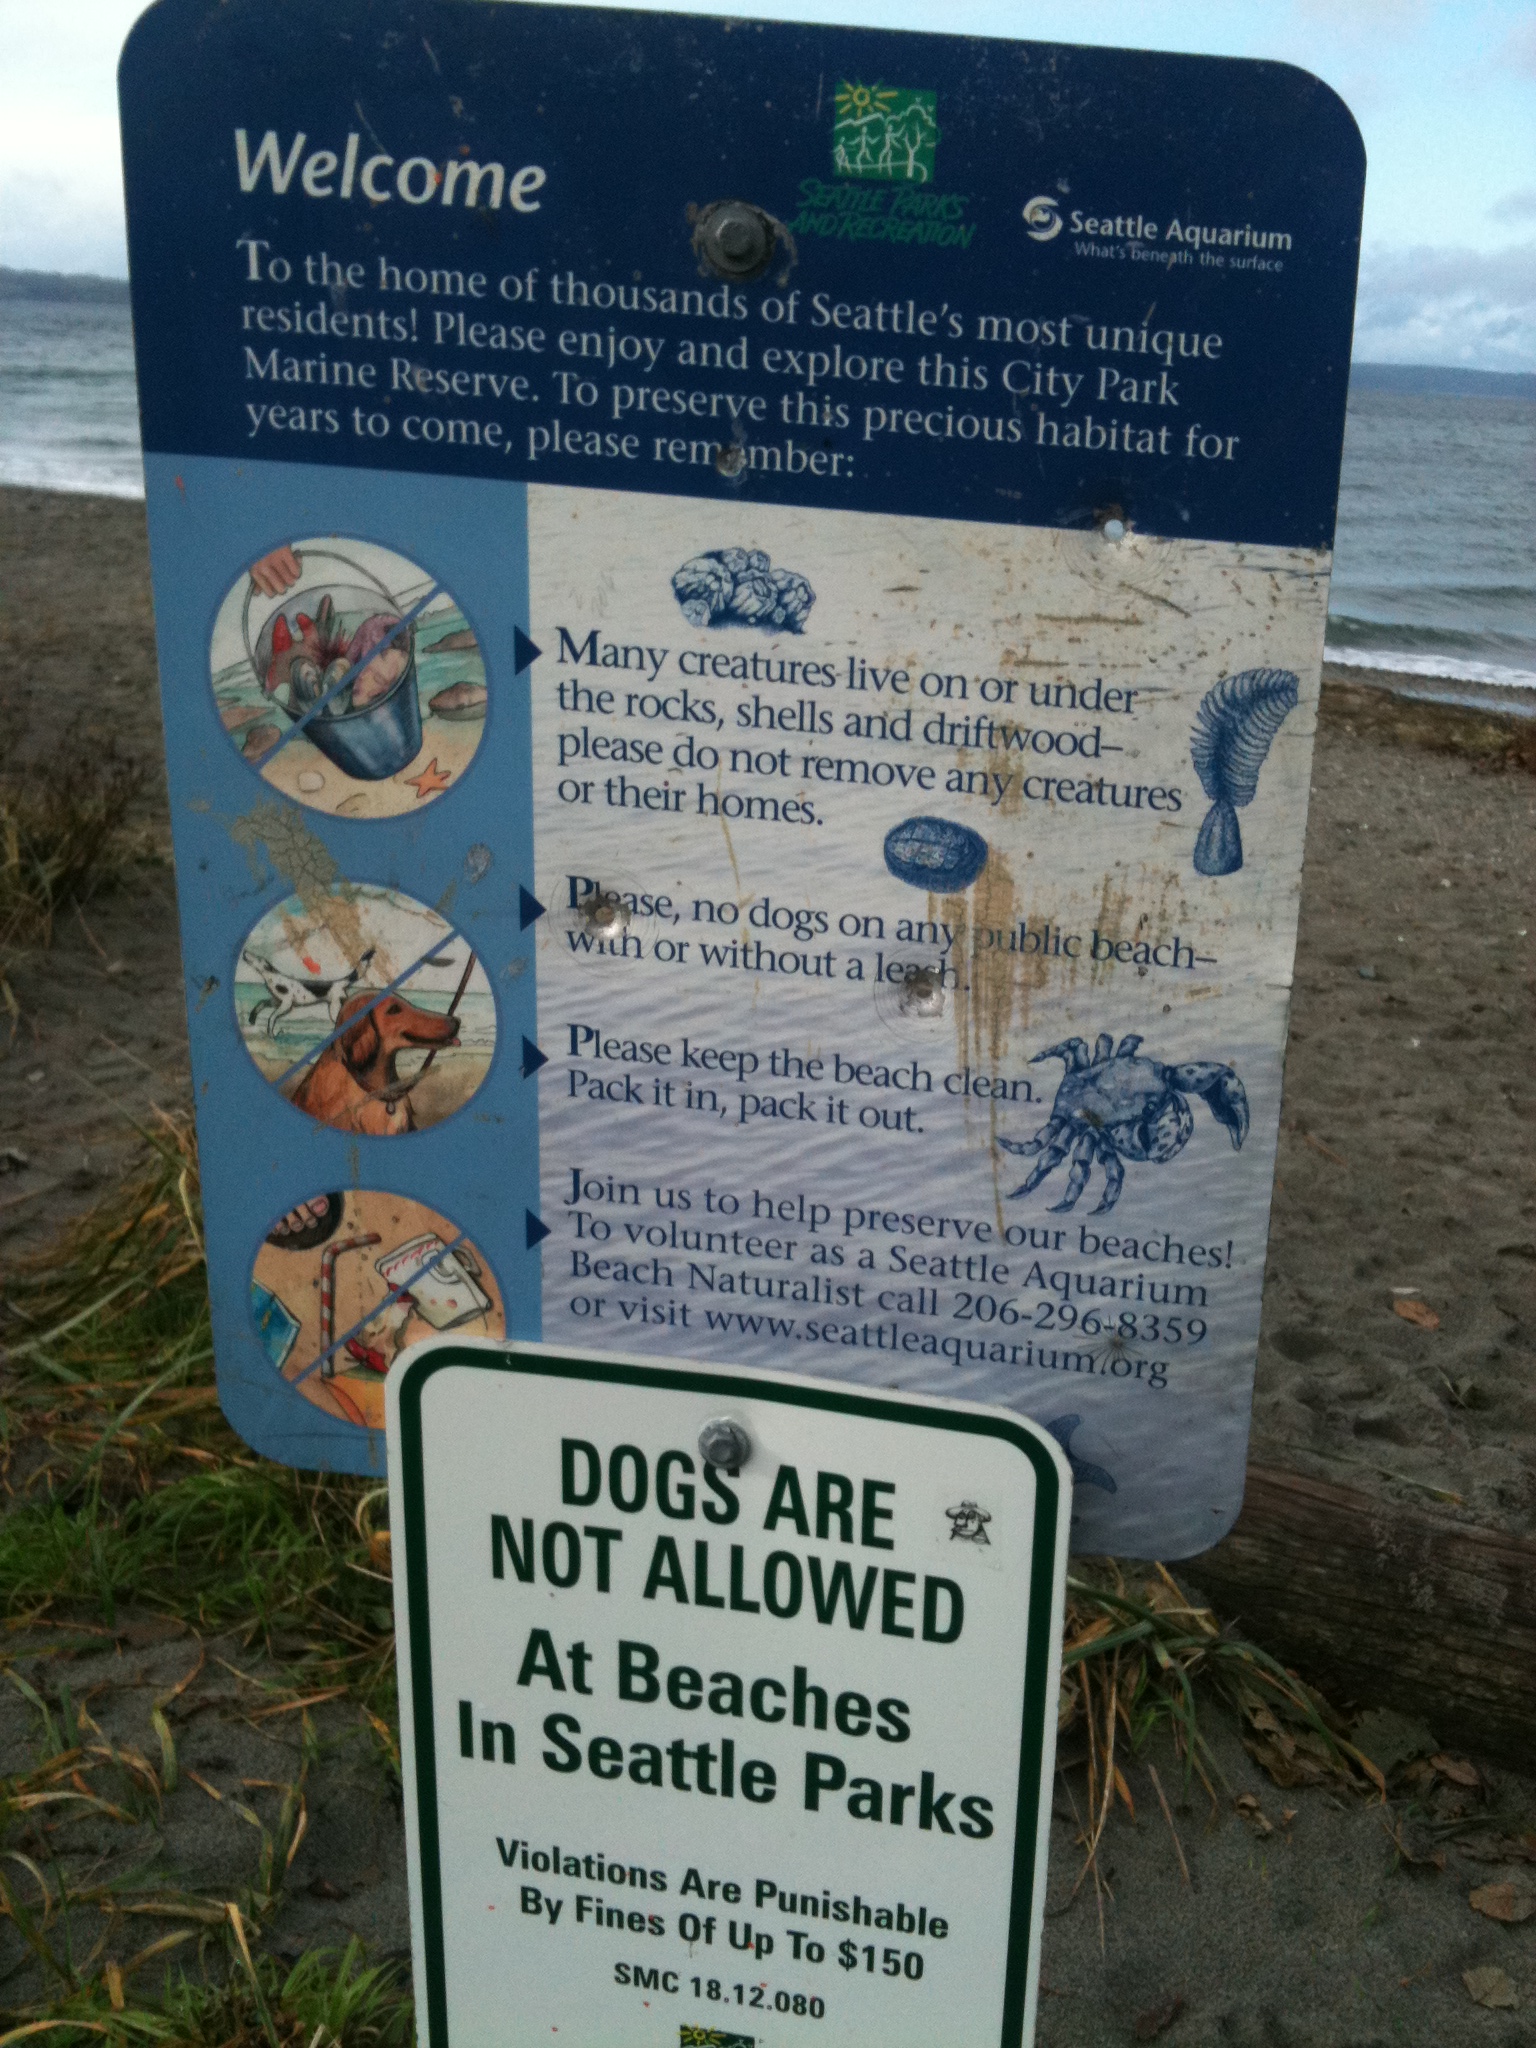 Welcome
SEATTLE PARKS
AND RECREATION
Seattle Aquarium
What's beneath the surface
To the home of thousands of Seattle's most unique
residents! Please enjoy and explore this City Park
Marine Reserve. To preserve this precious habitat for
years to come, please remember:
Many creatures live on or under
the rocks, shells and driftwood–
please do not remove any creatures
or their homes.
Please, no dogs on any public beach–
with or without a leash.
Please keep the beach clean.
Pack it in, pack it out.
Join us to help preserve our beaches!
To volunteer as a Seattle Aquarium
Beach Naturalist call 206-296-8359
or visit www.seattleaquarium.org
DOGS ARE
NOT ALLOWED
At Beaches
In Seattle Parks
Violations Are Punishable
By Fines Of Up To $150
SMC 18.12.080